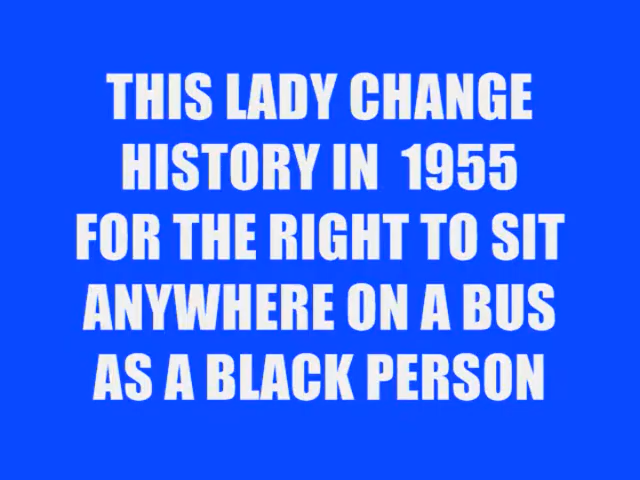 THIS LADY CHANGE
HISTORY IN 1955
FOR THE RIGHT TO SIT
ANYWHERE ON A BUS
AS A BLACK PERSON